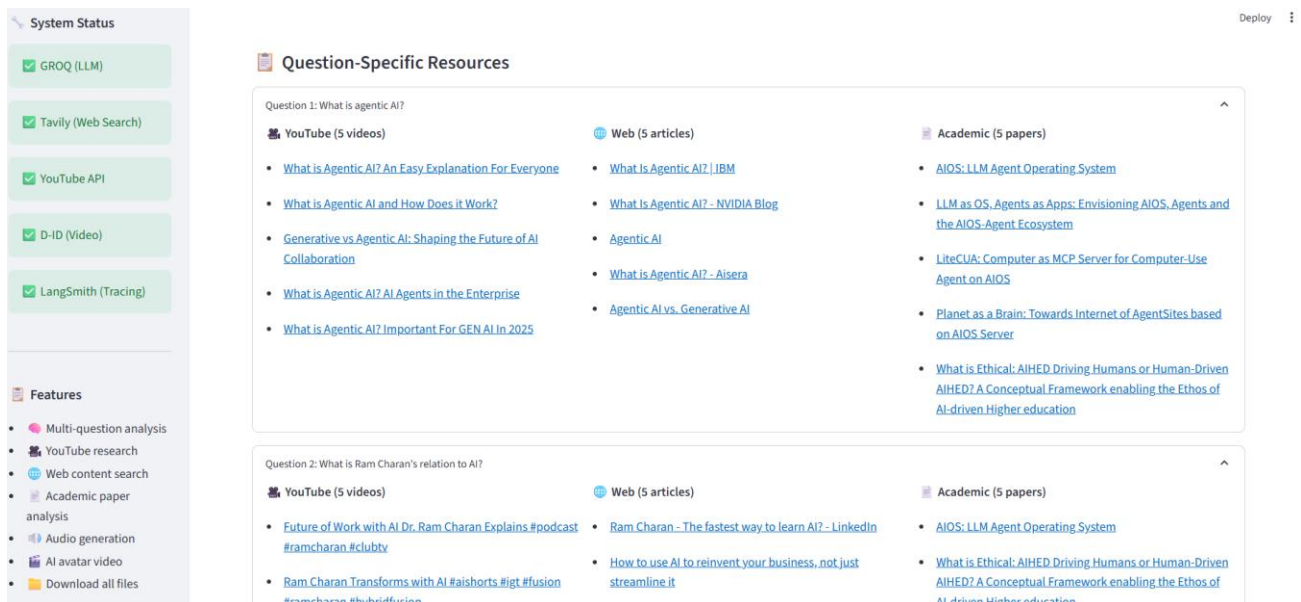 System Status
GROQ (LLM)
Tavily (Web Search)
YouTube API
D-ID (Video)
LangSmith (Tracing)
Features
Multi-question analysis
YouTube research
Web content search
Academic paper
analysis
Audio generation
AI avatar video
Download all files
Deploy
Question-Specific Resources
Question 1: What is agentic AI?
YouTube (5 videos)
What is Agentic AI? An Easy Explanation For Everyone
What is Agentic AI and How Does it Work?
Generative vs Agentic AI: Shaping the Future of AI
Collaboration
What is Agentic AI? AI Agents in the Enterprise
What is Agentic AI? Important For GEN AI In 2025
Web (5 articles)
What Is Agentic AI? | IBM
What Is Agentic AI? - NVIDIA Blog
Agentic AI
What is Agentic AI? - Aisera
Agentic AI vs. Generative AI
Academic (5 papers)
AIOS: LLM Agent Operating System
LLM as OS, Agents as Apps: Envisioning AIOS, Agents and
the AIOS-Agent Ecosystem
LiteCUA: Computer as MCP Server for Computer-Use
Agent on AIOS
Planet as a Brain: Towards Internet of AgentSites based
on AIOS Server
What is Ethical: AIHED Driving Humans or Human-Driven
AIHED? A Conceptual Framework enabling the Ethos of
AI-driven Higher education
Question 2: What is Ram Charan's relation to AI?
YouTube (5 videos)
Future of Work with AI Dr. Ram Charan Explains #podcast
#ramcharan #clubtv
Ram Charan Transforms with AI #aishorts #igt #fusion
#ramcharan #hybridfusion
Web (5 articles)
Ram Charan - The fastest way to learn AI? - LinkedIn
How to use AI to reinvent your business, not just
streamline it
Academic (5 papers)
AIOS: LLM Agent Operating System
What is Ethical: AIHED Driving Humans or Human-Driven
AIHED? A Conceptual Framework enabling the Ethos of
AI-driven Higher education